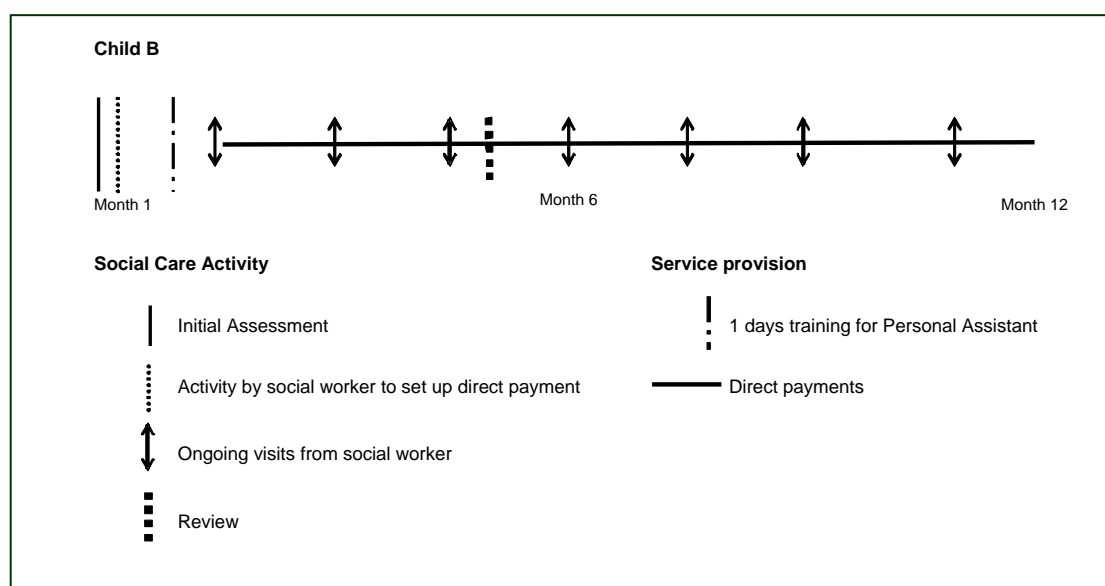 Child B
Month 1
Month 6
Month 12
Social Care Activity
Initial Assessment
Activity by social worker to set up direct payment
Ongoing visits from social worker
Review
Service provision
1 days training for Personal Assistant
Direct payments